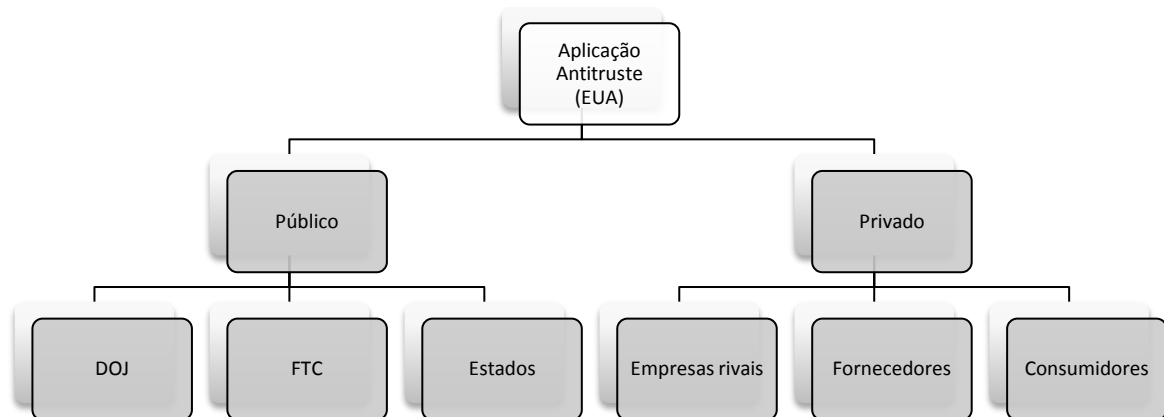 Aplicação
Antitruste
(EUA)
Público
Privado
DOJ
FTC
Estados
Empresas rivais
Fornecedores
Consumidores